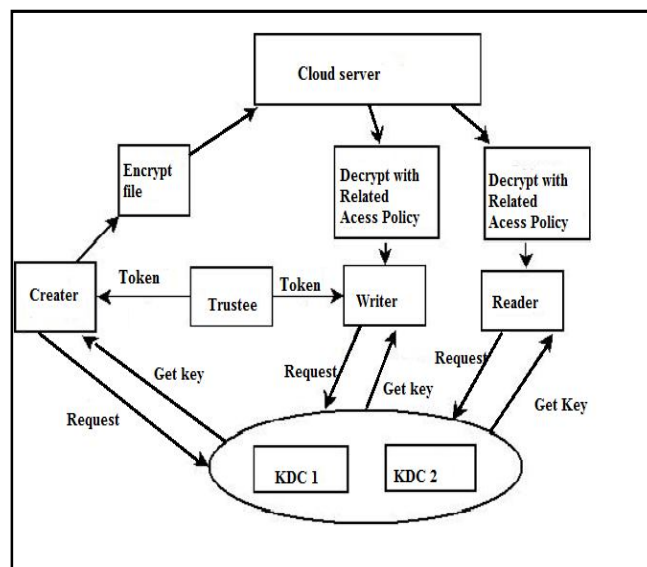 Cloud server
Encrypt
file
Decrypt with
Related
Acess Policy
Decrypt with
Related
Acess Policy
Token
Token
Creater
Trustee
Writer
Reader
Request
Get key
Request
Get key
Request
Get Key
KDC 1
KDC 2